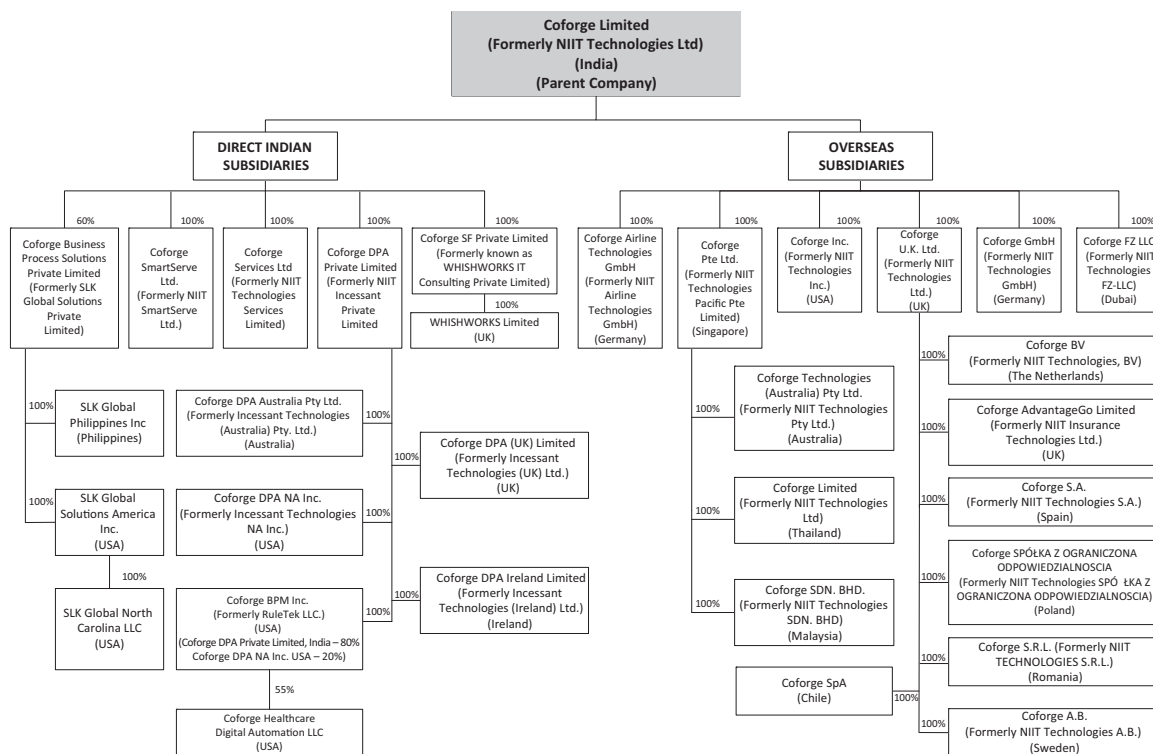 Coforge Limited
(Formerly NIIT Technologies Ltd)
(India)
(Parent Company)
DIRECT INDIAN
SUBSIDIARIES
OVERSEAS
SUBSIDIARIES
60%
Coforge Business
Process Solutions
Private Limited
(Formerly SLK
Global Solutions
Private
Limited)
100%
Coforge
SmartServe
Ltd.
(Formerly NIIT
SmartServe Ltd.)
100%
Coforge
Services Ltd
(Formerly NIIT
Technologies
Services Limited)
100%
Coforge DPA
Private Limited
(Formerly NIIT
Incessant
Private
Limited
100%
Coforge SF Private Limited
(Formerly known as
WHISHWORKS IT
Consulting Private Limited)
100%
WHISHWORKS Limited
(UK)
100%
Coforge Airline
Technologies
GmbH
(Formerly NIIT
Airline
Technologies
GmbH)
(Germany)
100%
Coforge
Pte Ltd.
(Formerly NIIT
Technologies
Pacific Pte
Limited)
(Singapore)
100%
Coforge Inc.
(Formerly NIIT
Technologies
Inc.)
(USA)
100%
Coforge
U.K. Ltd.
(Formerly NIIT
Technologies
Ltd.)
(UK)
100%
Coforge GmbH
(Formerly NIIT
Technologies
GmbH)
(Germany)
100%
Coforge FZ LLC
(Formerly NIIT
Technologies
FZ-LLC)
(Dubai)
100%
SLK Global
Philippines Inc
(Philippines)
100%
SLK Global
Solutions America
Inc.
(USA)
100%
SLK Global North
Carolina LLC
(USA)
Coforge DPA Australia Pty Ltd.
(Formerly Incessant Technologies
(Australia) Pty. Ltd.)
(Australia)
100%
Coforge DPA NA Inc.
(Formerly Incessant Technologies
NA Inc.)
(USA)
100%
Coforge BPM Inc.
(Formerly RuleTek LLC.)
(USA)
(Coforge DPA Private Limited, India – 80%
Coforge DPA NA Inc. USA – 20%)
100%
55%
Coforge Healthcare
Digital Automation LLC
(USA)
100%
Coforge DPA (UK) Limited
(Formerly Incessant
Technologies (UK) Ltd.)
(UK)
100%
Coforge DPA Ireland Limited
(Formerly Incessant
Technologies (Ireland) Ltd.)
(Ireland)
100%
Coforge Technologies
(Australia) Pty Ltd.
(Formerly NIIT Technologies
Pty Ltd.)
(Australia)
100%
Coforge Limited
(Formerly NIIT Technologies
Ltd)
(Thailand)
100%
Coforge SDN. BHD.
(Formerly NIIT Technologies
SDN. BHD)
(Malaysia)
Coforge SpA
(Chile)
100%
100%
Coforge BV
(Formerly NIIT Technologies, BV)
(The Netherlands)
100%
Coforge AdvantageGo Limited
(Formerly NIIT Insurance
Technologies Ltd.)
(UK)
100%
Coforge S.A.
(Formerly NIIT Technologies S.A.)
(Spain)
100%
Coforge SPÓŁKA Z OGRANICZONA
ODPOWIEDZIALNOSCIA
(Formerly NIIT Technologies SPÓ ŁKA Z
OGRANICZONA ODPOWIEDZIALNOSCIA)
(Poland)
100%
Coforge S.R.L. (Formerly NIIT
TECHNOLOGIES S.R.L.)
(Romania)
100%
Coforge A.B.
(Formerly NIIT Technologies A.B.)
(Sweden)